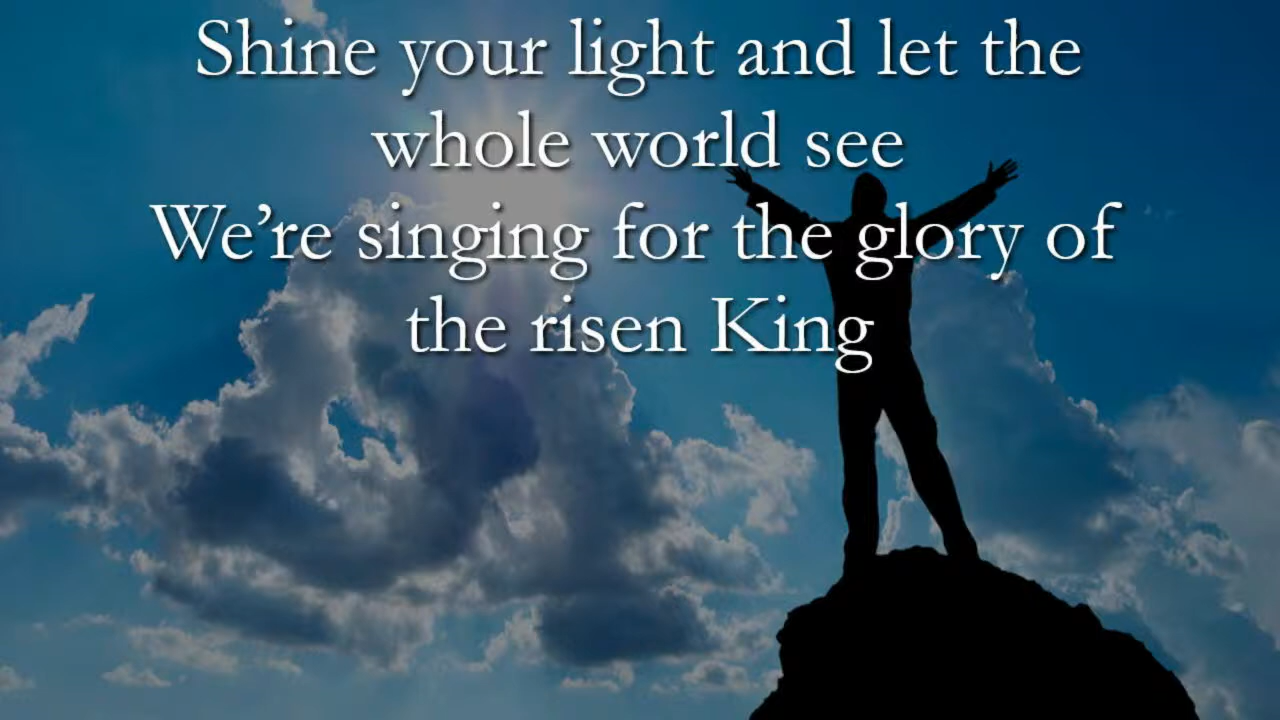 Shine your light and let the
whole world see
We’re singing for the glory of
the risen King